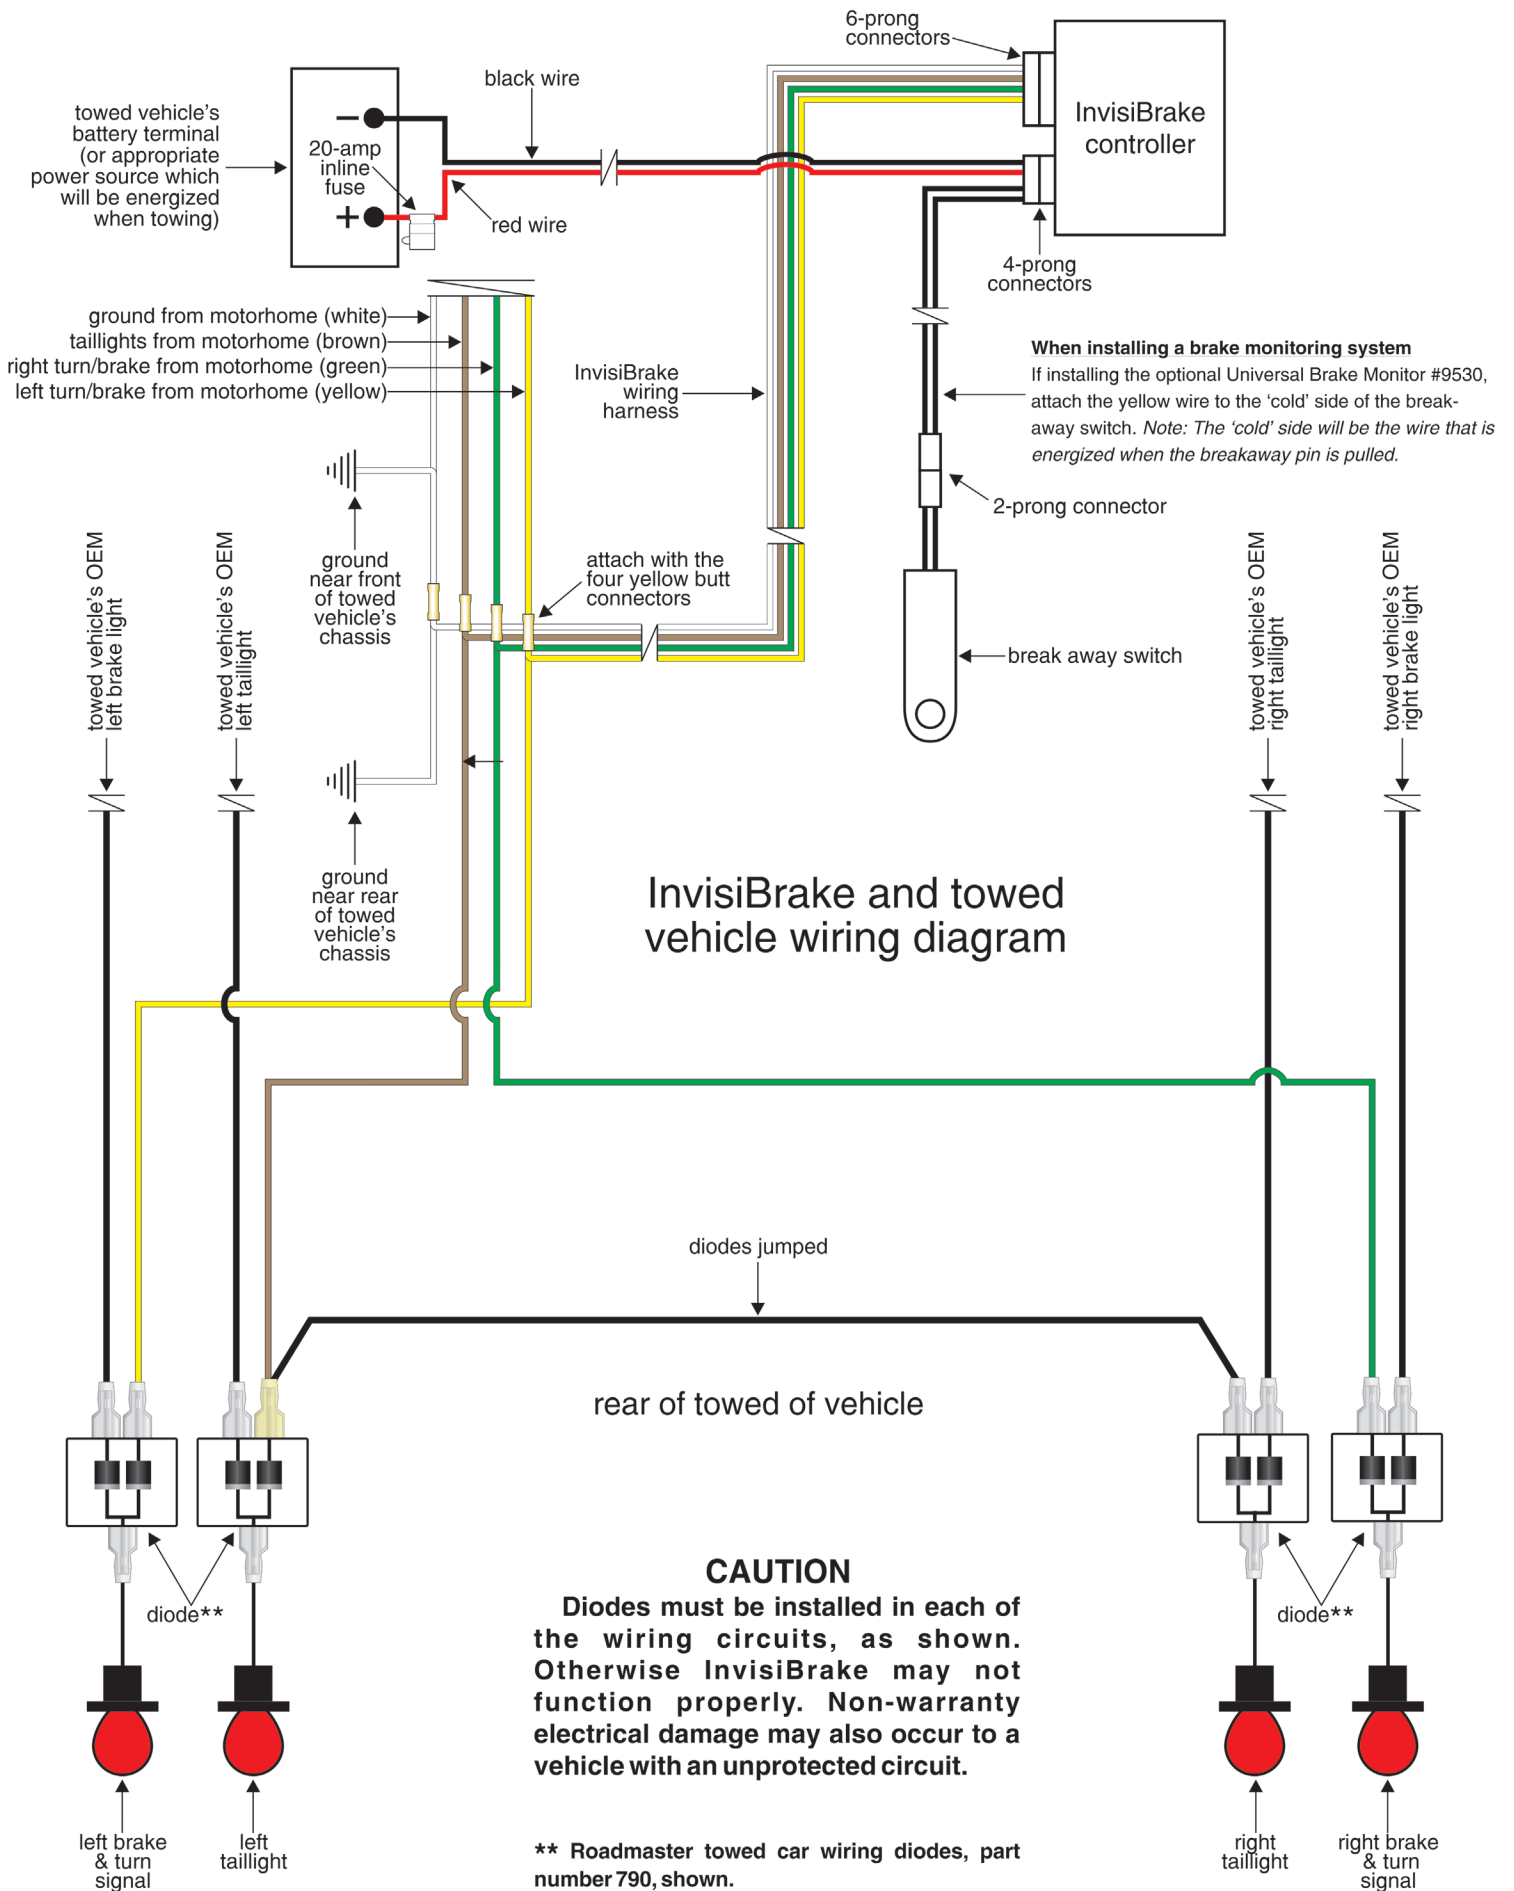 6-prong
connectors
black wire
InvisiBrake
controller
towed vehicle's
battery terminal
(or appropriate
power source which
will be energized
when towing)
20-amp
inline
fuse
red wire
4-prong
connectors
ground from motorhome (white)
taillights from motorhome (brown)
right turn/brake from motorhome (green)
left turn/brake from motorhome (yellow)
InvisiBrake
wiring
harness
When installing a brake monitoring system
If installing the optional Universal Brake Monitor #9530,
attach the yellow wire to the 'cold' side of the break-
away switch. Note: The 'cold' side will be the wire that is
energized when the breakaway pin is pulled.
2-prong connector
ground
near front
of towed
vehicle's
chassis
attach with the
four yellow butt
connectors
towed vehicle's OEM
left brake light
towed vehicle's OEM
left taillight
break away switch
towed vehicle's OEM
right taillight
towed vehicle's OEM
right brake light
ground
near rear
of towed
vehicle's
chassis
InvisiBrake and towed
vehicle wiring diagram
diodes jumped
rear of towed of vehicle
diode**
diode**
CAUTION
Diodes must be installed in each of
the wiring circuits, as shown.
Otherwise InvisiBrake may not
function properly. Non-warranty
electrical damage may also occur to a
vehicle with an unprotected circuit.
left brake
& turn
signal
left
taillight
** Roadmaster towed car wiring diodes, part
number 790, shown.
right
taillight
right brake
& turn
signal